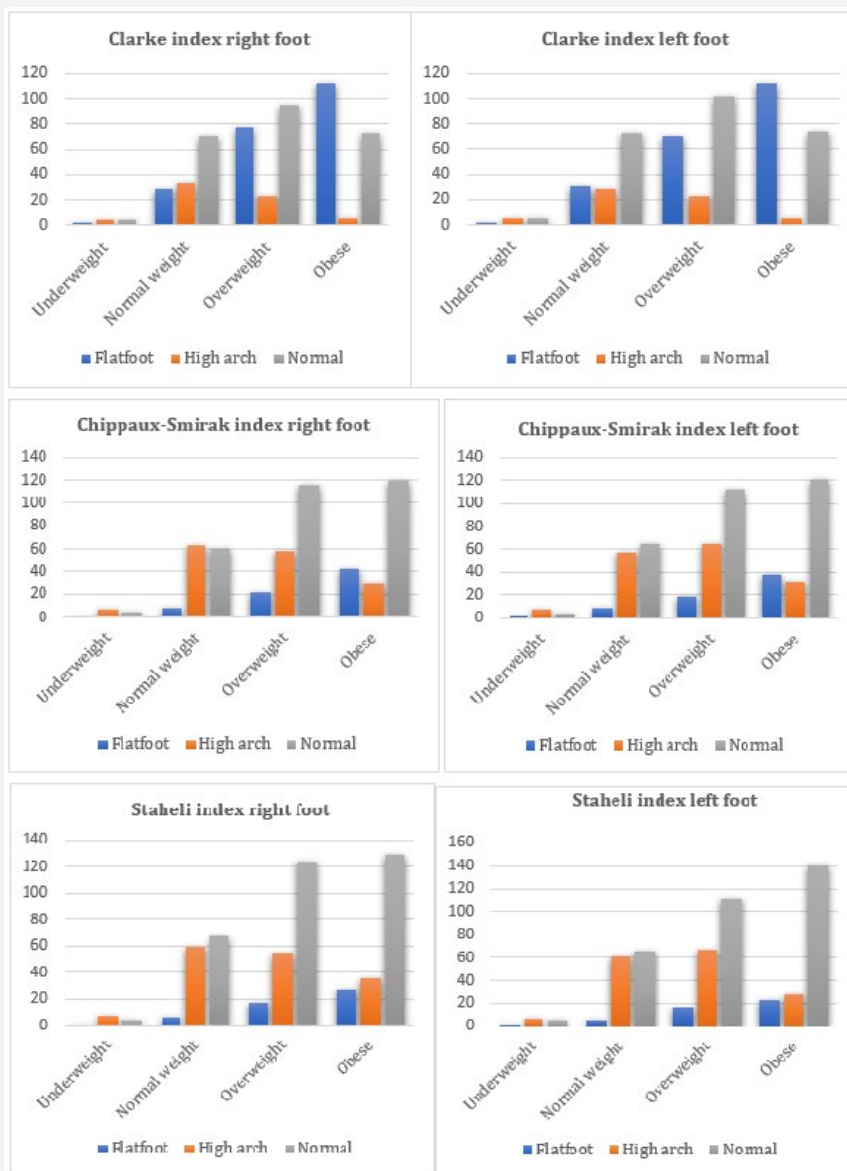 Clarke index right foot
120
100
80
60
40
20
0
Underweight
Normal weight
Overweight
Obese
Flatfoot High arch Normal
Clarke index left foot
120
100
80
60
40
20
0
Underweight
Normal weight
Overweight
Obese
Flatfoot High arch Normal
Chippaux-Smirak index right foot
140
120
100
80
60
40
20
0
Underweight
Normal weight
Overweight
Obese
Flatfoot High arch Normal
Chippaux-Smirak index left foot
140
120
100
80
60
40
20
0
Underweight
Normal weight
Overweight
Obese
Flatfoot High arch Normal
Staheli index right foot
140
120
100
80
60
40
20
0
Underweight
Normal weight
Overweight
Obese
Flatfoot High arch Normal
Staheli index left foot
160
140
120
100
80
60
40
20
0
Underweight
Normal weight
Overweight
Obese
Flatfoot High arch Normal